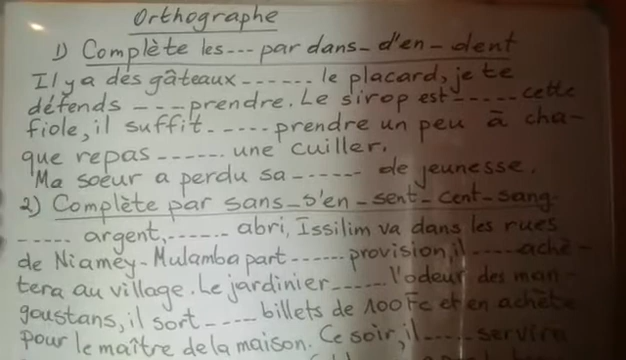 Orthographe
1) Complète les--- par dans- d'en - dent
Il y a des gâteaux ------ le placard, je te
défends --- prendre. Le sirop est ----- cette
fiole, il suffit. ----- prendre un peu à cha-
que repas ------ une cuiller.
Ma soeur a perdu sa ------ de jeunesse.
2) Complète par sans - s'en - sent - cent - sang
----- argent, ------ abri, Issilim va dans les rues
de Niamey - Mulamba part ------ provision, il ---- achè-
tera au village. Le jardinier ----- l'odeur des man-
goustans, il sort ---- billets de 100 Fc et en achète
pour le maître de la maison. Ce soir, il ---- servira